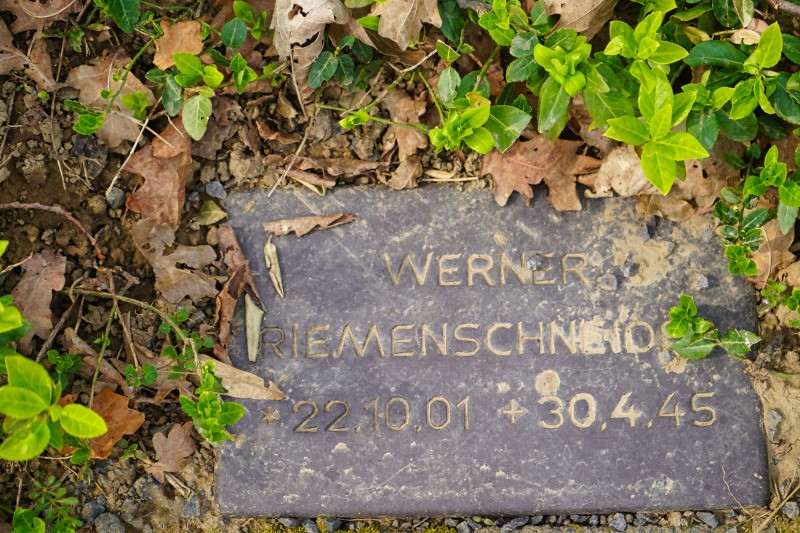 WERNER
RIEMENSCHNEID
* 22.10.01 + 30.4.45